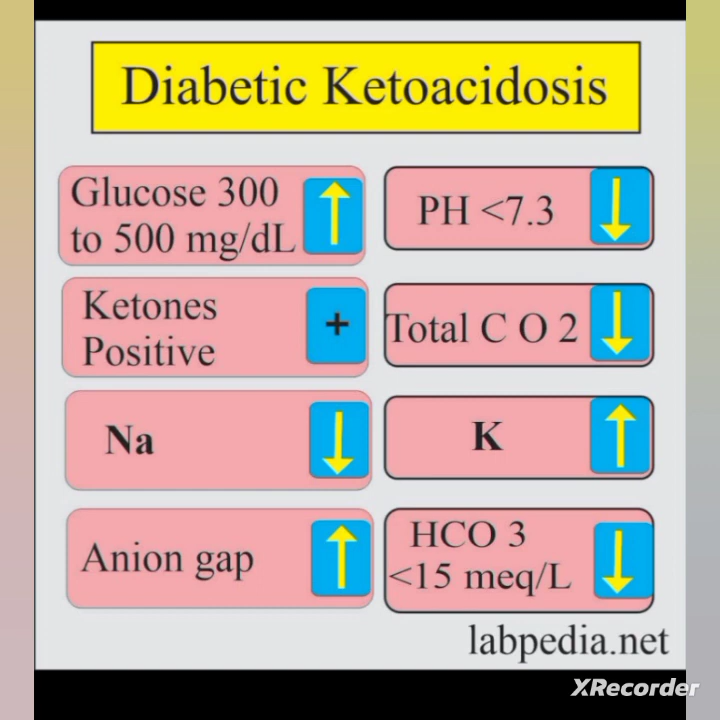 Diabetic Ketoacidosis
Glucose 300
to 500 mg/dL
PH <7.3
Ketones
Positive
+
Total C O 2
Na
K
Anion gap
HCO 3
<15 meq/L
labpedia.net
XRecorder